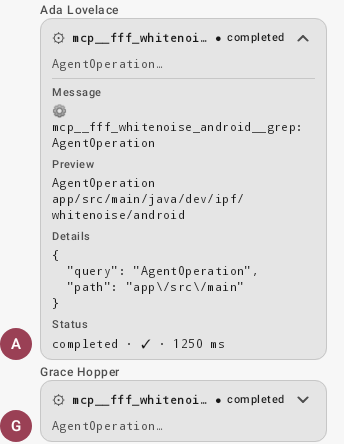 Ada Lovelace
mcp__fff_whitenoi… • completed
AgentOperation…
Message
mcp__fff_whitenoise_android__grep:
AgentOperation
Preview
AgentOperation
app/src/main/java/dev/ipf/
whitenoise/android
Details
{
"query": "AgentOperation",
"path": "app\/src\/main"
}
Status
completed · ✓ · 1250 ms
A
Grace Hopper
mcp__fff_whitenoi… • completed
AgentOperation…
G